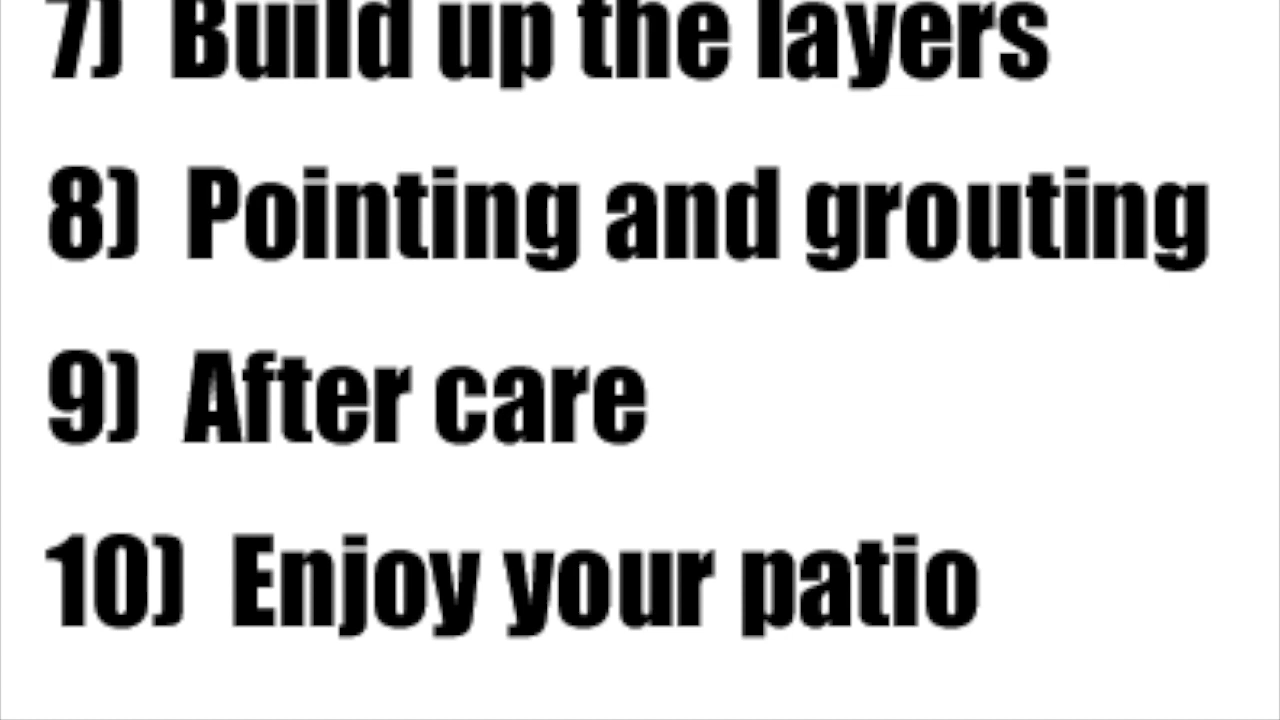 7) Build up the layers
8) Pointing and grouting
9) After care
10) Enjoy your patio